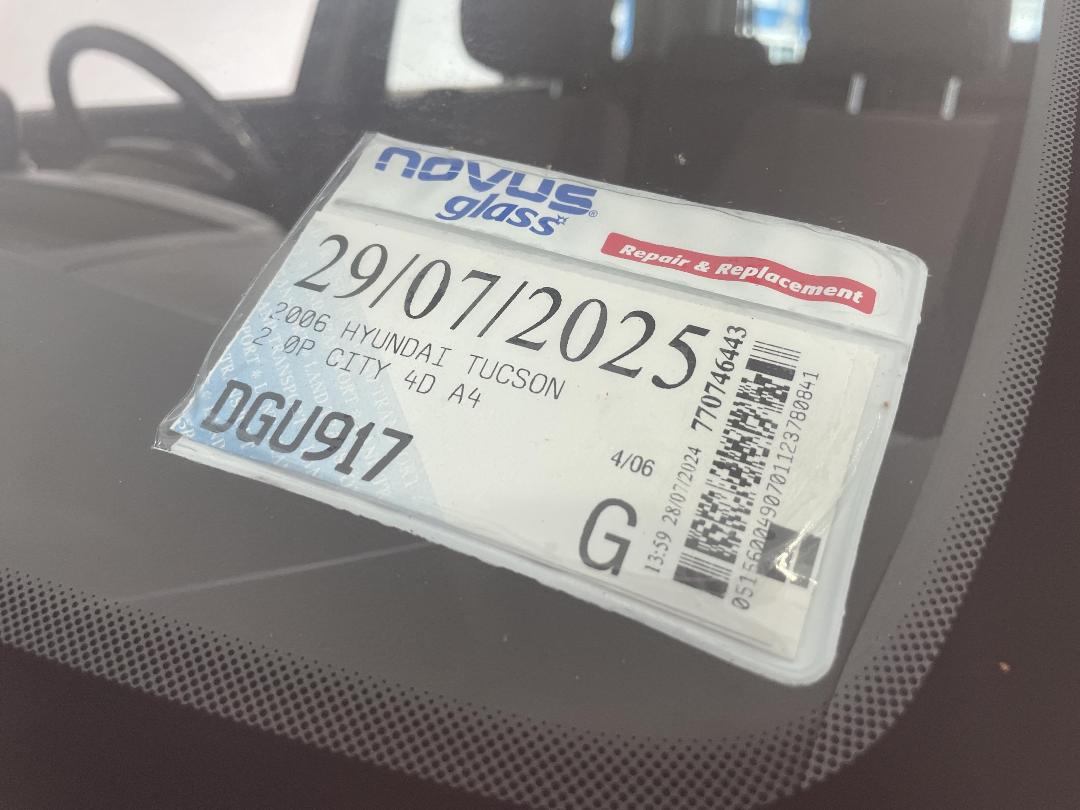 novus
glass
Repair & Replacement
29/07/2025
2006 HYUNDAI TUCSON
2.0P CITY 4D A4
DGU917
4/06
G
13:59 28/07/2024 770746443